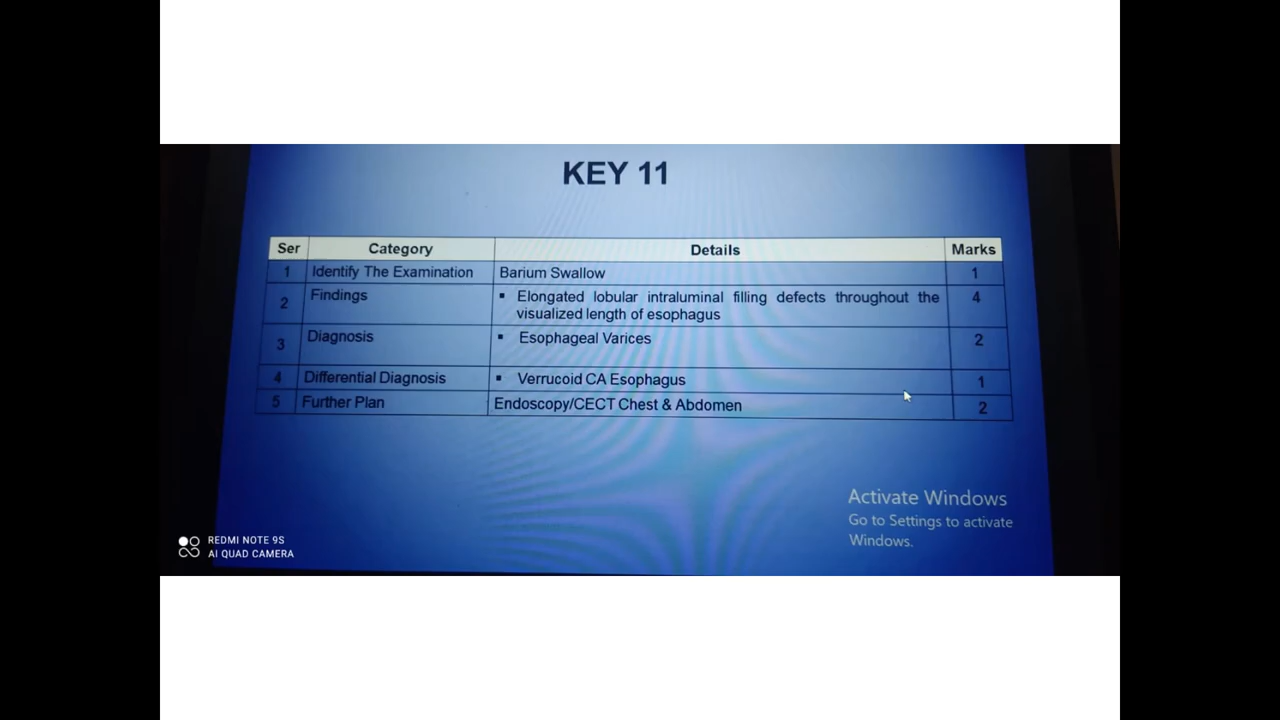 KEY 11
Ser Category Details Marks
1 Identify The Examination Barium Swallow 1
2 Findings ▪ Elongated lobular intraluminal filling defects throughout the 4
visualized length of esophagus
3 Diagnosis ▪ Esophageal Varices 2
4 Differential Diagnosis ▪ Verrucoid CA Esophagus 1
5 Further Plan Endoscopy/CECT Chest & Abdomen 2
Activate Windows
Go to Settings to activate
Windows.
REDMI NOTE 9S
AI QUAD CAMERA